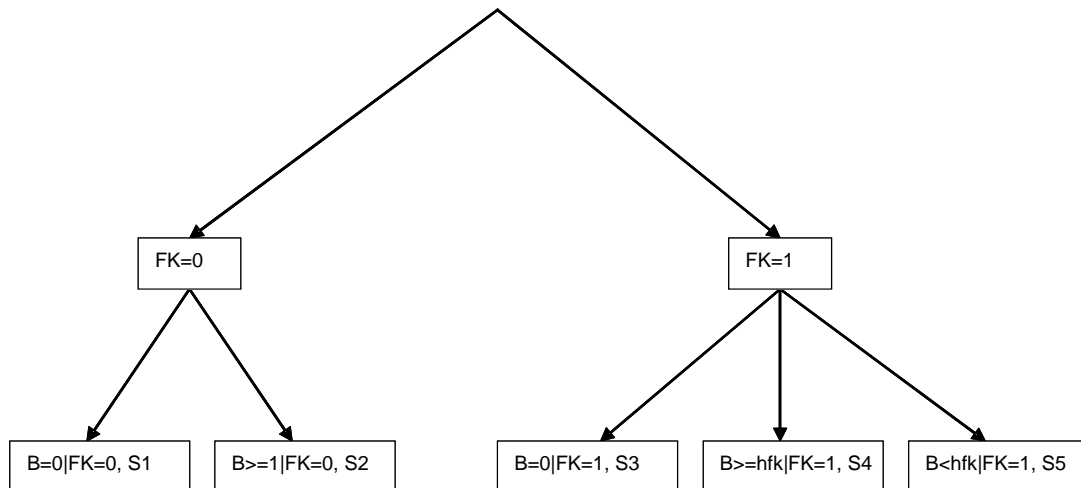 FK=0
FK=1
B=0|FK=0, S1
B>=1|FK=0, S2
B=0|FK=1, S3
B>=hfk|FK=1, S4
B<hfk|FK=1, S5